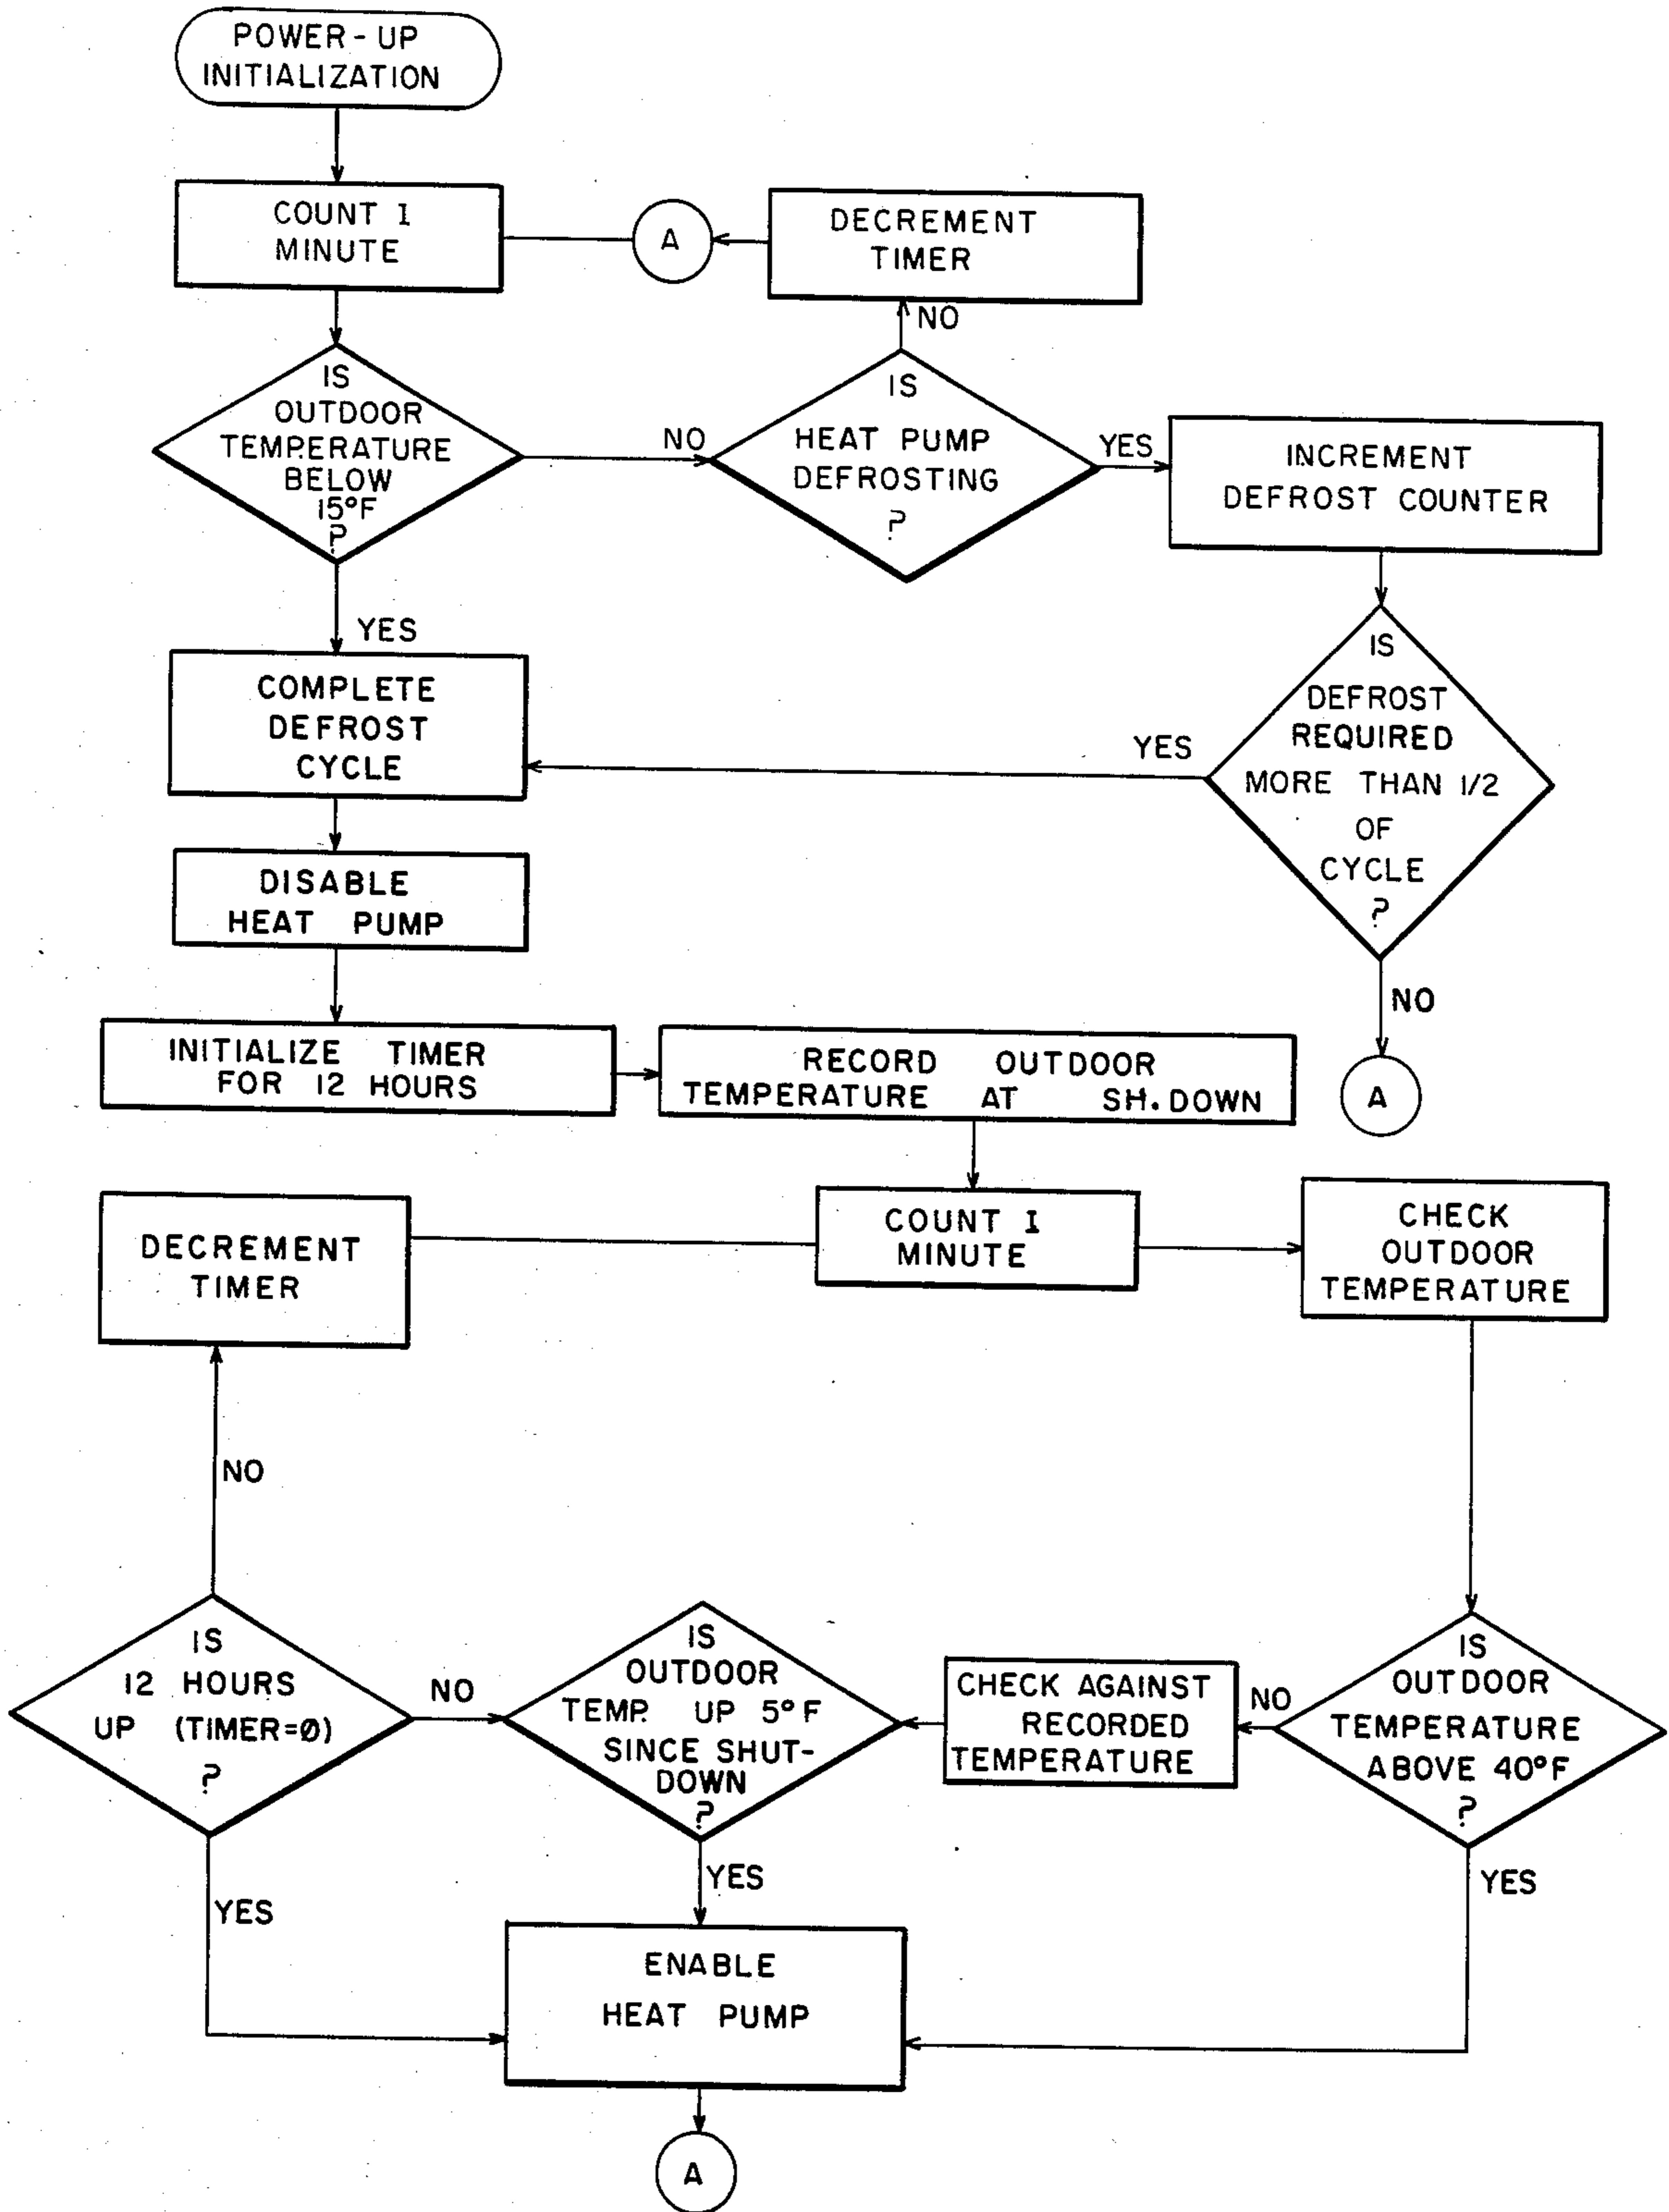 POWER-UP
INITIALIZATION
COUNT 1
MINUTE
A
DECREMENT
TIMER
NO
IS
OUTDOOR
TEMPERATURE
BELOW
15°F
?
NO
IS
HEAT PUMP
DEFROSTING
?
YES
INCREMENT
DEFROST COUNTER
YES
COMPLETE
DEFROST
CYCLE
YES
IS
DEFROST
REQUIRED
MORE THAN 1/2
OF
CYCLE
?
DISABLE
HEAT PUMP
NO
INITIALIZE TIMER
FOR 12 HOURS
RECORD OUTDOOR
TEMPERATURE AT SH.DOWN
A
DECREMENT
TIMER
COUNT 1
MINUTE
CHECK
OUTDOOR
TEMPERATURE
NO
IS
12 HOURS
UP (TIMER=Ø)
?
NO
IS
OUTDOOR
TEMP. UP 5°F
SINCE SHUT-
DOWN
?
CHECK AGAINST
RECORDED
TEMPERATURE
NO
IS
OUTDOOR
TEMPERATURE
ABOVE 40°F
?
YES
YES
YES
ENABLE
HEAT PUMP
A